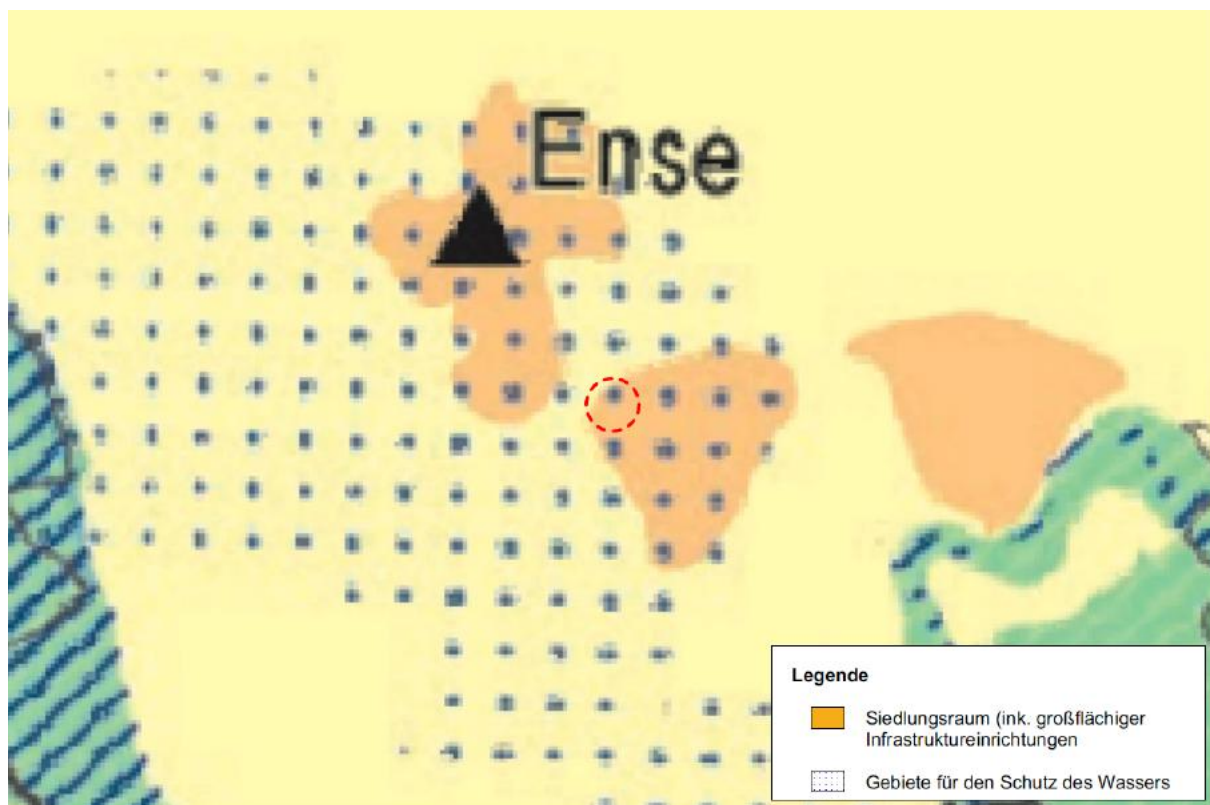 Ense
Legende
Siedlungsraum (ink. großflächiger
Infrastruktureinrichtungen
Gebiete für den Schutz des Wassers